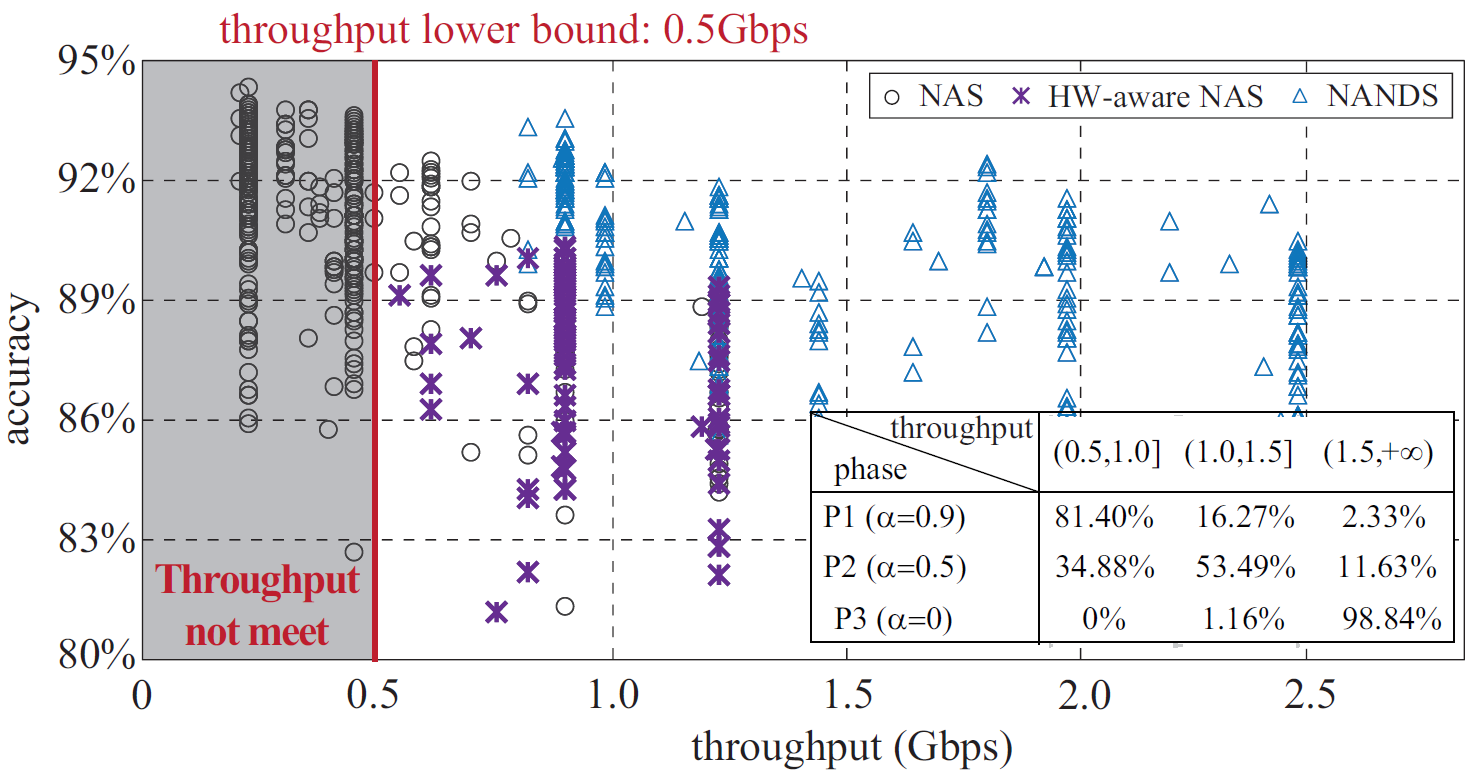 throughput lower bound: 0.5Gbps
95%
NAS HW-aware NAS NANDS
92%
89%
accuracy
86%
throughput
phase
(0.5,1.0] (1.0,1.5] (1.5,+∞)
P1 (α=0.9) 81.40% 16.27% 2.33%
83%
P2 (α=0.5) 34.88% 53.49% 11.63%
Throughput
not meet
P3 (α=0) 0% 1.16% 98.84%
80%
0 0.5 1.0 1.5 2.0 2.5
throughput (Gbps)